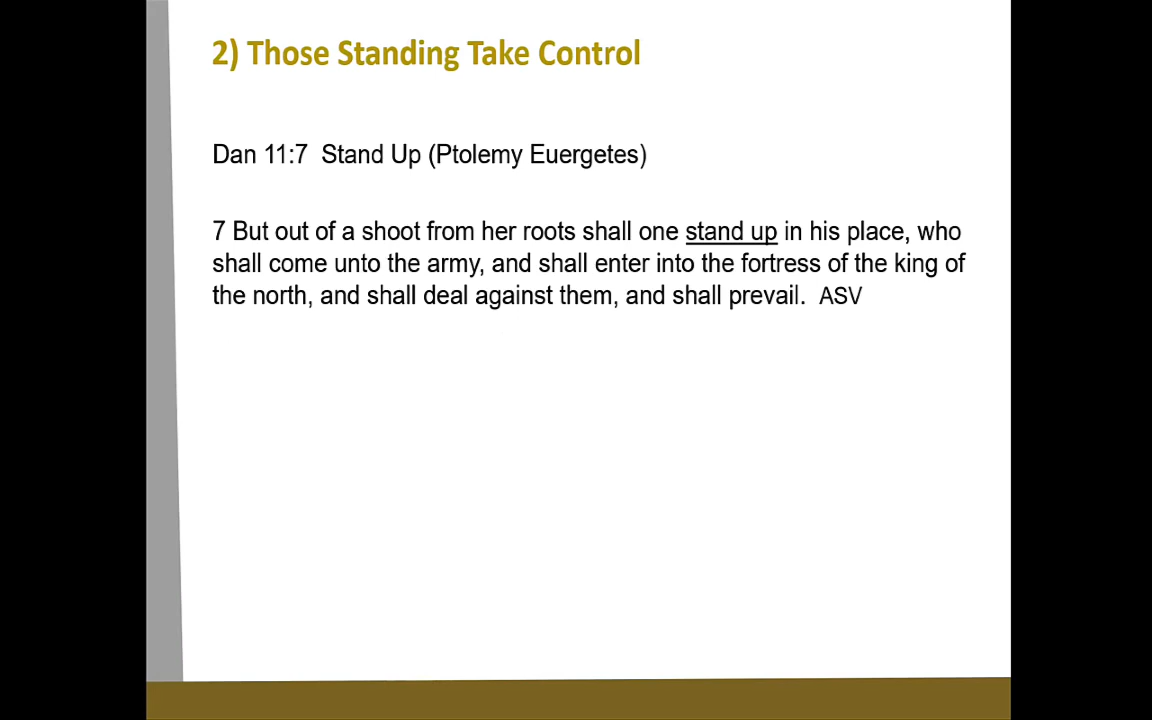 2) Those Standing Take Control
Dan 11:7  Stand Up (Ptolemy Euergetes)
7 But out of a shoot from her roots shall one stand up in his place, who
shall come unto the army, and shall enter into the fortress of the king of
the north, and shall deal against them, and shall prevail.  ASV